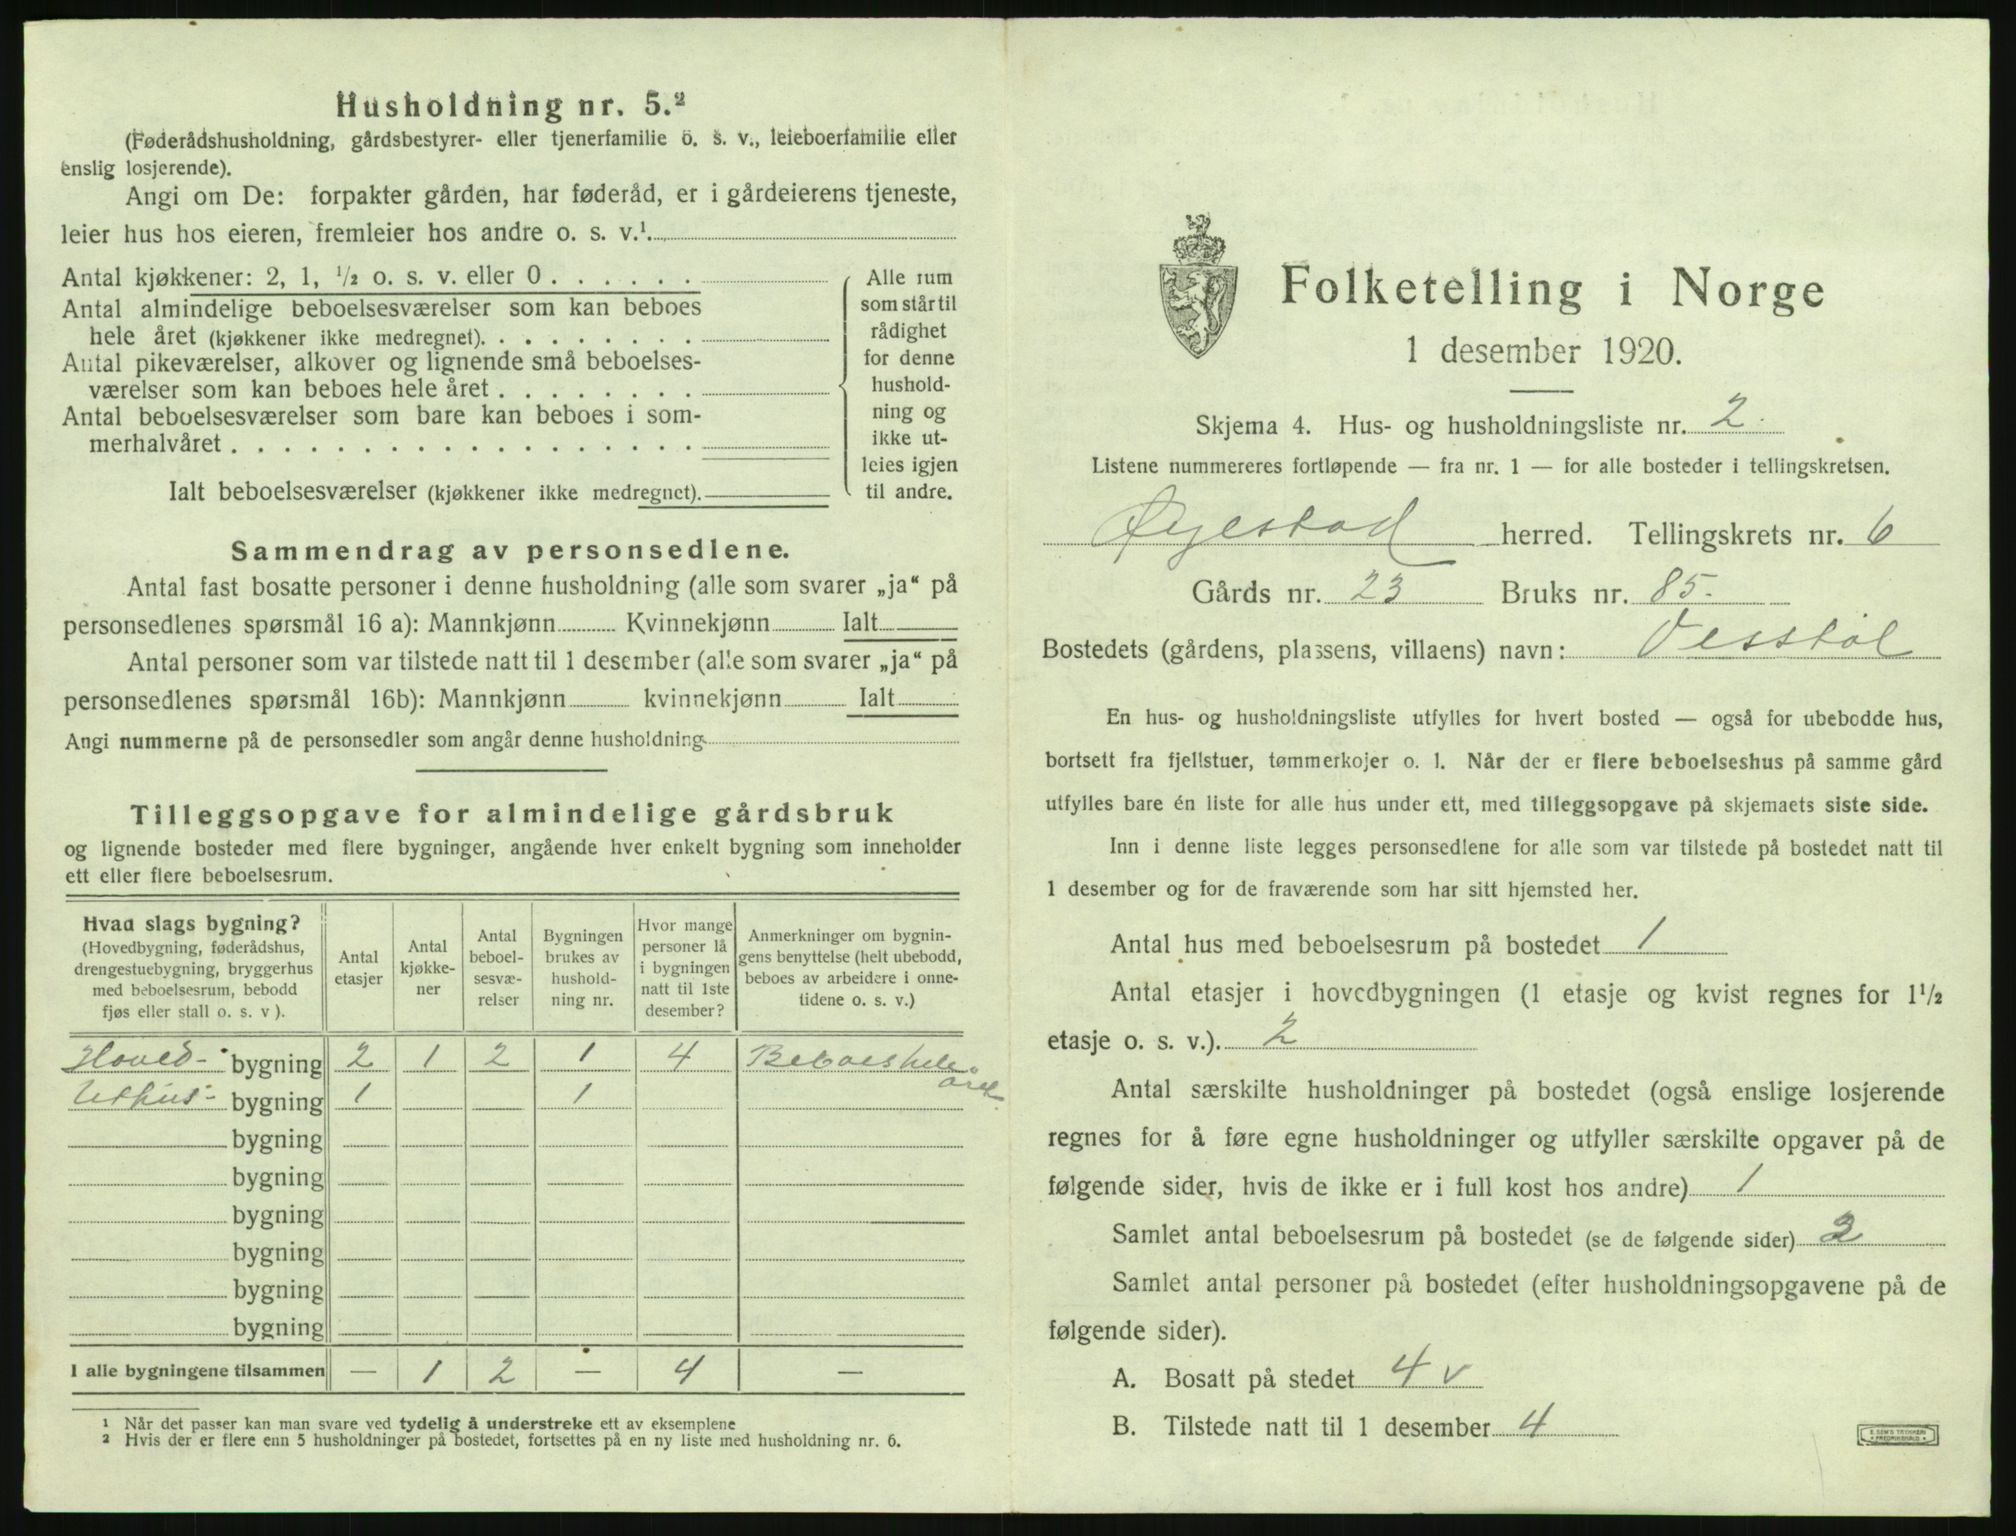 Husholdning nr. 5.²
(Føderådshusholdning, gårdsbestyrer- eller tjenerfamilie o. s. v., leieboerfamilie eller
enslig losjerende).
Angi om De: forpakter gården, har føderåd, er i gårdeierens tjeneste,
leier hus hos eieren, fremleier hos andre o. s. v.¹
Antal kjøkkener: 2, 1, ½ o. s. v. eller 0 . . . . . .
Antal almindelige beboelsesværelser som kan beboes
hele året (kjøkkener ikke medregnet). . . . . . . . .
Antal pikeværelser, alkover og lignende små beboelses-
værelser som kan beboes hele året . . . . . . . .
Antal beboelsesværelser som bare kan beboes i som-
merhalvåret . . . . . . . . . . . . . . . . . .
Alle rum
som står til
rådighet
for denne
hushold-
ning og
ikke ut-
leies igjen
til andre.
Ialt beboelsesværelser (kjøkkener ikke medregnet).
Sammendrag av personsedlene.
Antal fast bosatte personer i denne husholdning (alle som svarer „ja“ på
personsedlenes spørsmål 16 a): Mannkjønn Kvinnekjønn Ialt
Antal personer som var tilstede natt til 1 desember (alle som svarer „ja“ på
personsedlenes spørsmål 16b): Mannkjønn kvinnekjønn Ialt
Angi nummerne på de personsedler som angår denne husholdning
Tilleggsopgave for almindelige gårdsbruk
og lignende bosteder med flere bygninger, angående hver enkelt bygning som inneholder
ett eller flere beboelsesrum.
Hvad slags bygning?
(Hovedbygning, føderådshus,
drengestuebygning, bryggerhus
med beboelsesrum, bebodd
fjøs eller stall o. s. v ).
Antal
etasjer
Antal
kjøkke-
ner
Antal
beboel-
sesvæ-
relser
Bygningen
brukes av
hushold-
ning nr.
Hvor mange
personer lå
i bygningen
natt til 1ste
desember?
Anmerkninger om bygnin-
gens benyttelse (helt ubebodd,
beboes av arbeidere i onne-
tidene o. s. v.)
Hoved- bygning 2 1 2 1 4 Beboes hele
året.
Uthus- bygning 1 1
bygning
bygning
bygning
bygning
bygning
bygning
I alle bygningene tilsammen — 1 2 — 4 —
¹ Når det passer kan man svare ved tydelig å understreke ett av eksemplene
² Hvis der er flere enn 5 husholdninger på bostedet, fortsettes på en ny liste med husholdning nr. 6.
Folketelling i Norge
1 desember 1920.
Skjema 4. Hus- og husholdningsliste nr. 2.
Listene nummereres fortløpende — fra nr. 1 — for alle bosteder i tellingskretsen.
Øyestad herred. Tellingskrets nr. 6
Gårds nr. 23 Bruks nr. 85.
Bostedets (gårdens, plassens, villaens) navn: Vesstøl
En hus- og husholdningsliste utfylles for hvert bosted — også for ubebodde hus,
bortsett fra fjellstuer, tømmerkojer o. l. Når der er flere beboelseshus på samme gård
utfylles bare én liste for alle hus under ett, med tilleggsopgave på skjemaets siste side.
Inn i denne liste legges personsedlene for alle som var tilstede på bostedet natt til
1 desember og for de fraværende som har sitt hjemsted her.
Antal hus med beboelsesrum på bostedet 1
Antal etasjer i hovedbygningen (1 etasje og kvist regnes for 1½
etasje o. s. v.). 2
Antal særskilte husholdninger på bostedet (også enslige losjerende
regnes for å føre egne husholdninger og utfyller særskilte opgaver på de
følgende sider, hvis de ikke er i full kost hos andre) 1
Samlet antal beboelsesrum på bostedet (se de følgende sider) 2
Samlet antal personer på bostedet (efter husholdningsopgavene på de
følgende sider).
A. Bosatt på stedet 4 v
B. Tilstede natt til 1 desember 4
E. SEM'S TRYKKERI
FREDRIKSHALD